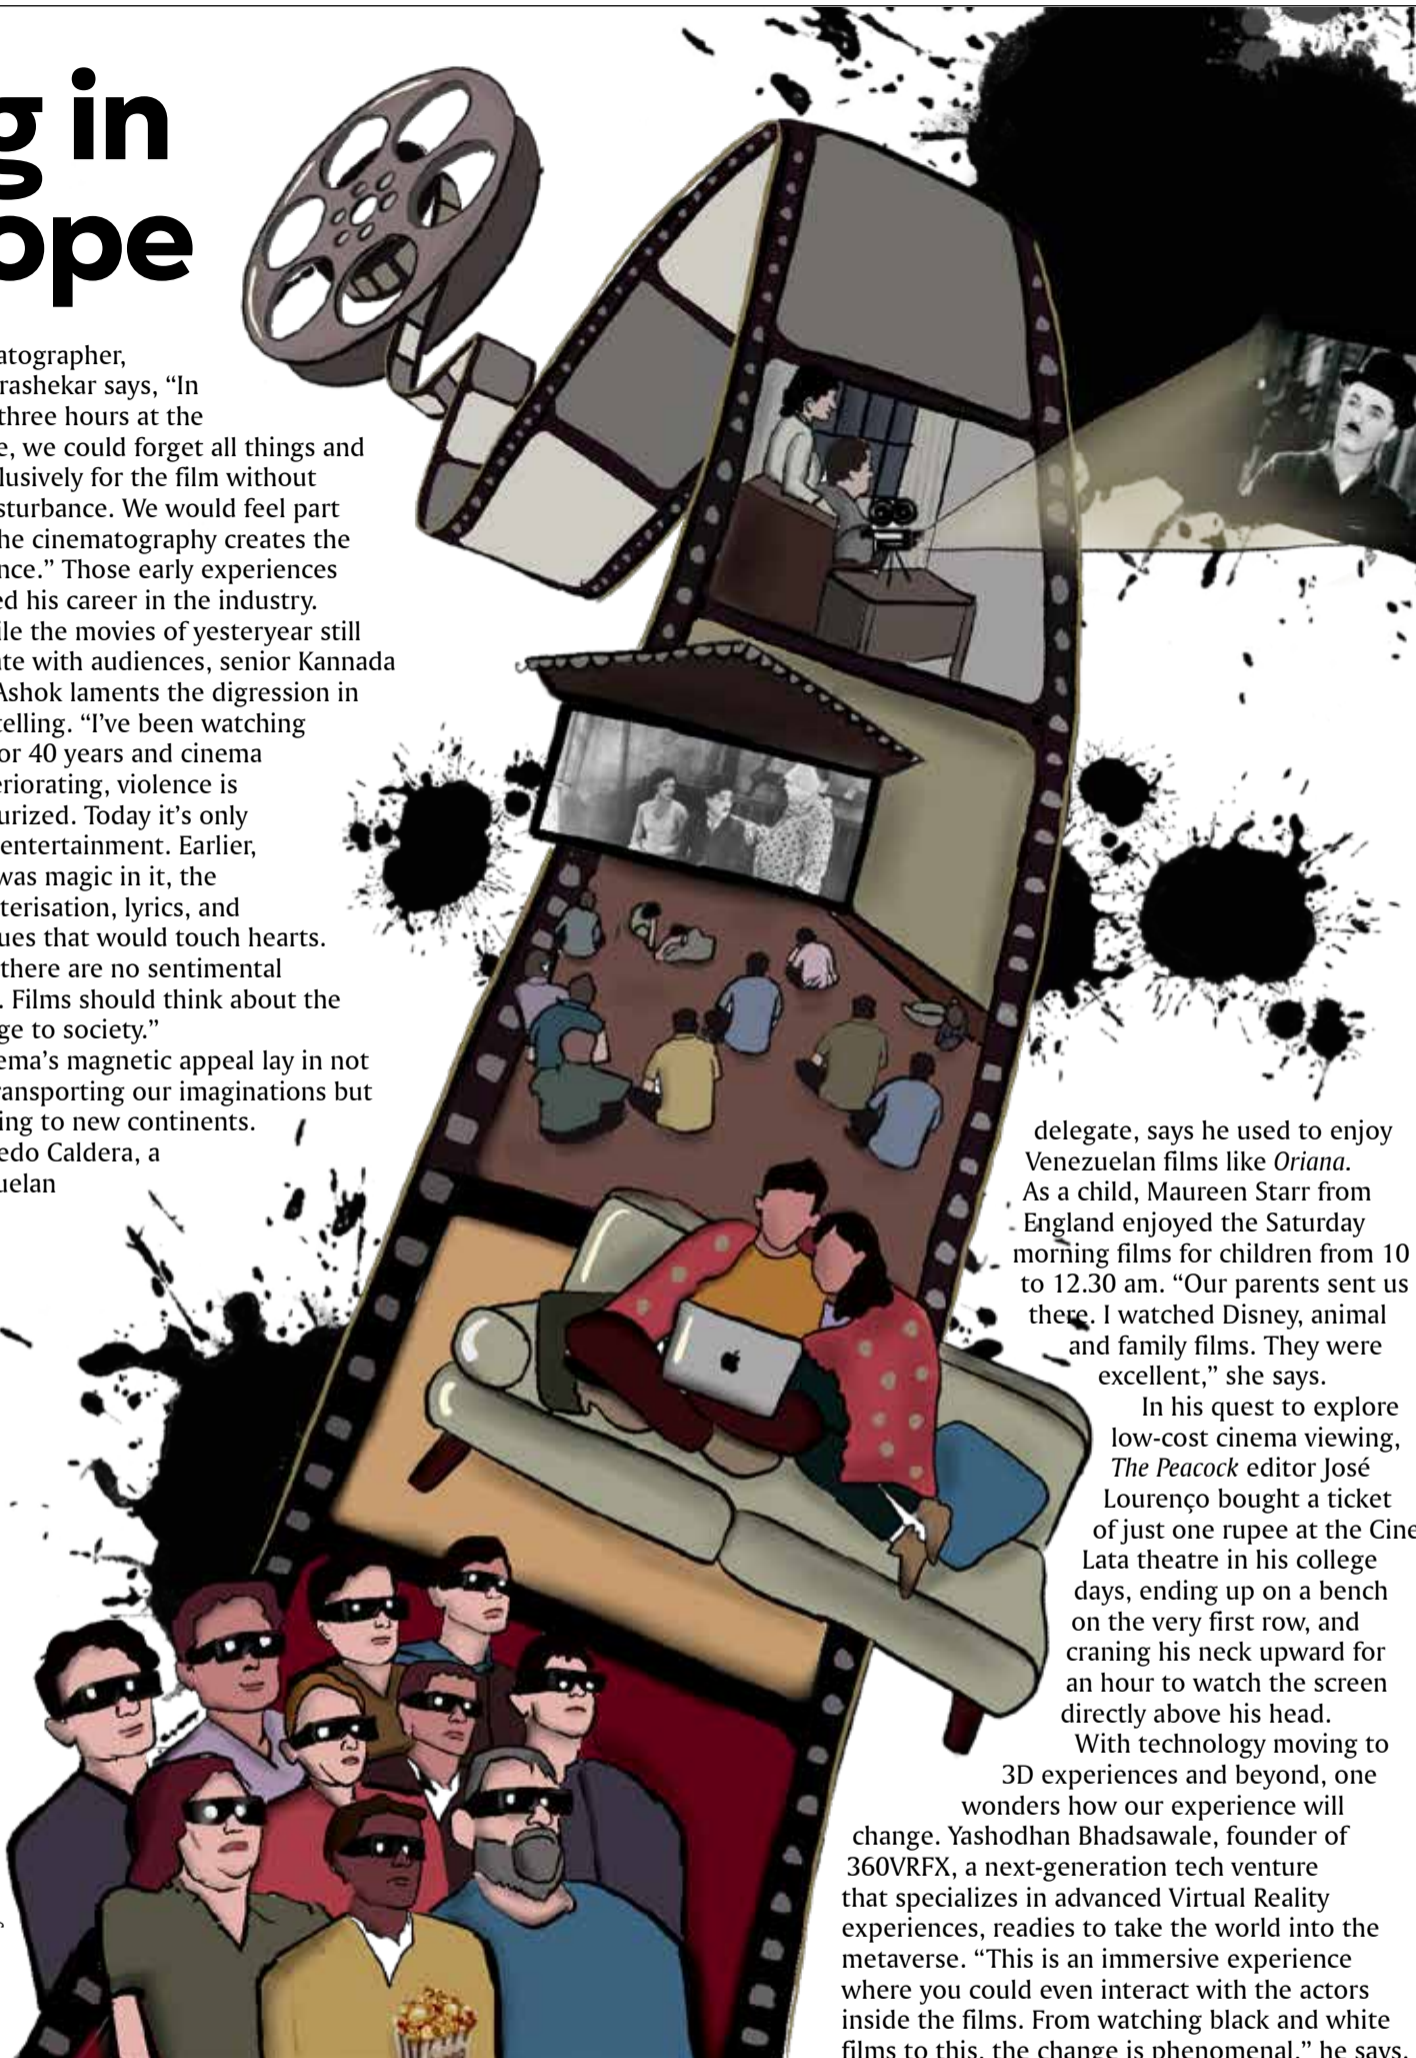 g in
ope
atographer,
rashekar says, “In
three hours at the
e, we could forget all things and
lusively for the film without
sturbance. We would feel part
he cinematography creates the
nce.” Those early experiences
ed his career in the industry.
ile the movies of yesteryear still
ate with audiences, senior Kannada
Ashok laments the digression in
telling. “I’ve been watching
or 40 years and cinema
eriorating, violence is
urized. Today it’s only
entertainment. Earlier,
was magic in it, the
terisation, lyrics, and
ues that would touch hearts.
there are no sentimental
. Films should think about the
ge to society.”
ema’s magnetic appeal lay in not
ransporting our imaginations but
ing to new continents.
edo Caldera, a
uelan
delegate, says he used to enjoy
Venezuelan films like Oriana.
As a child, Maureen Starr from
England enjoyed the Saturday
morning films for children from 10
to 12.30 am. “Our parents sent us
there. I watched Disney, animal
and family films. They were
excellent,” she says.
In his quest to explore
low-cost cinema viewing,
The Peacock editor José
Lourenço bought a ticket
of just one rupee at the Cine
Lata theatre in his college
days, ending up on a bench
on the very first row, and
craning his neck upward for
an hour to watch the screen
directly above his head.
With technology moving to
3D experiences and beyond, one
wonders how our experience will
change. Yashodhan Bhadsawale, founder of
360VRFX, a next-generation tech venture
that specializes in advanced Virtual Reality
experiences, readies to take the world into the
metaverse. “This is an immersive experience
where you could even interact with the actors
inside the films. From watching black and white
films to this, the change is phenomenal,” he says.